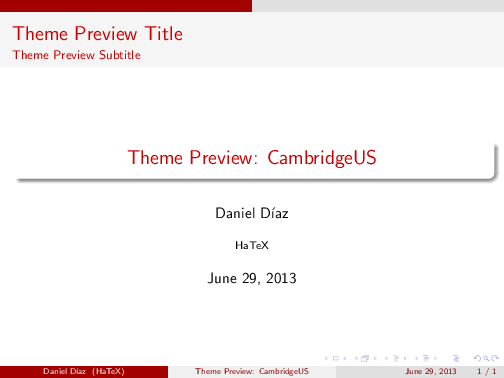 Theme Preview Title
Theme Preview Subtitle
Theme Preview: CambridgeUS
Daniel Díaz
HaTeX
June 29, 2013
Daniel Díaz (HaTeX) Theme Preview: CambridgeUS June 29, 2013 1 / 1